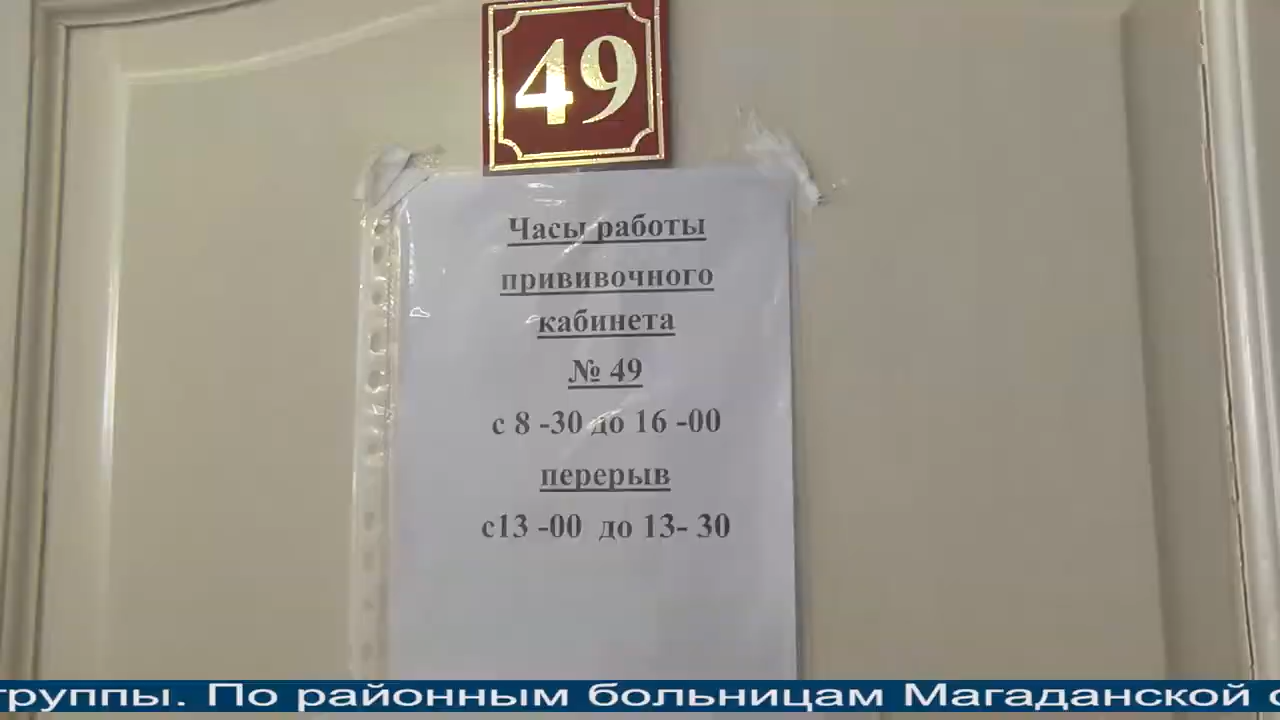 49
Часы работы
прививочного
кабинета
№ 49
с 8 -30 до 16 -00
перерыв
с13 -00 до 13- 30
группы. По районным больницам Магаданской